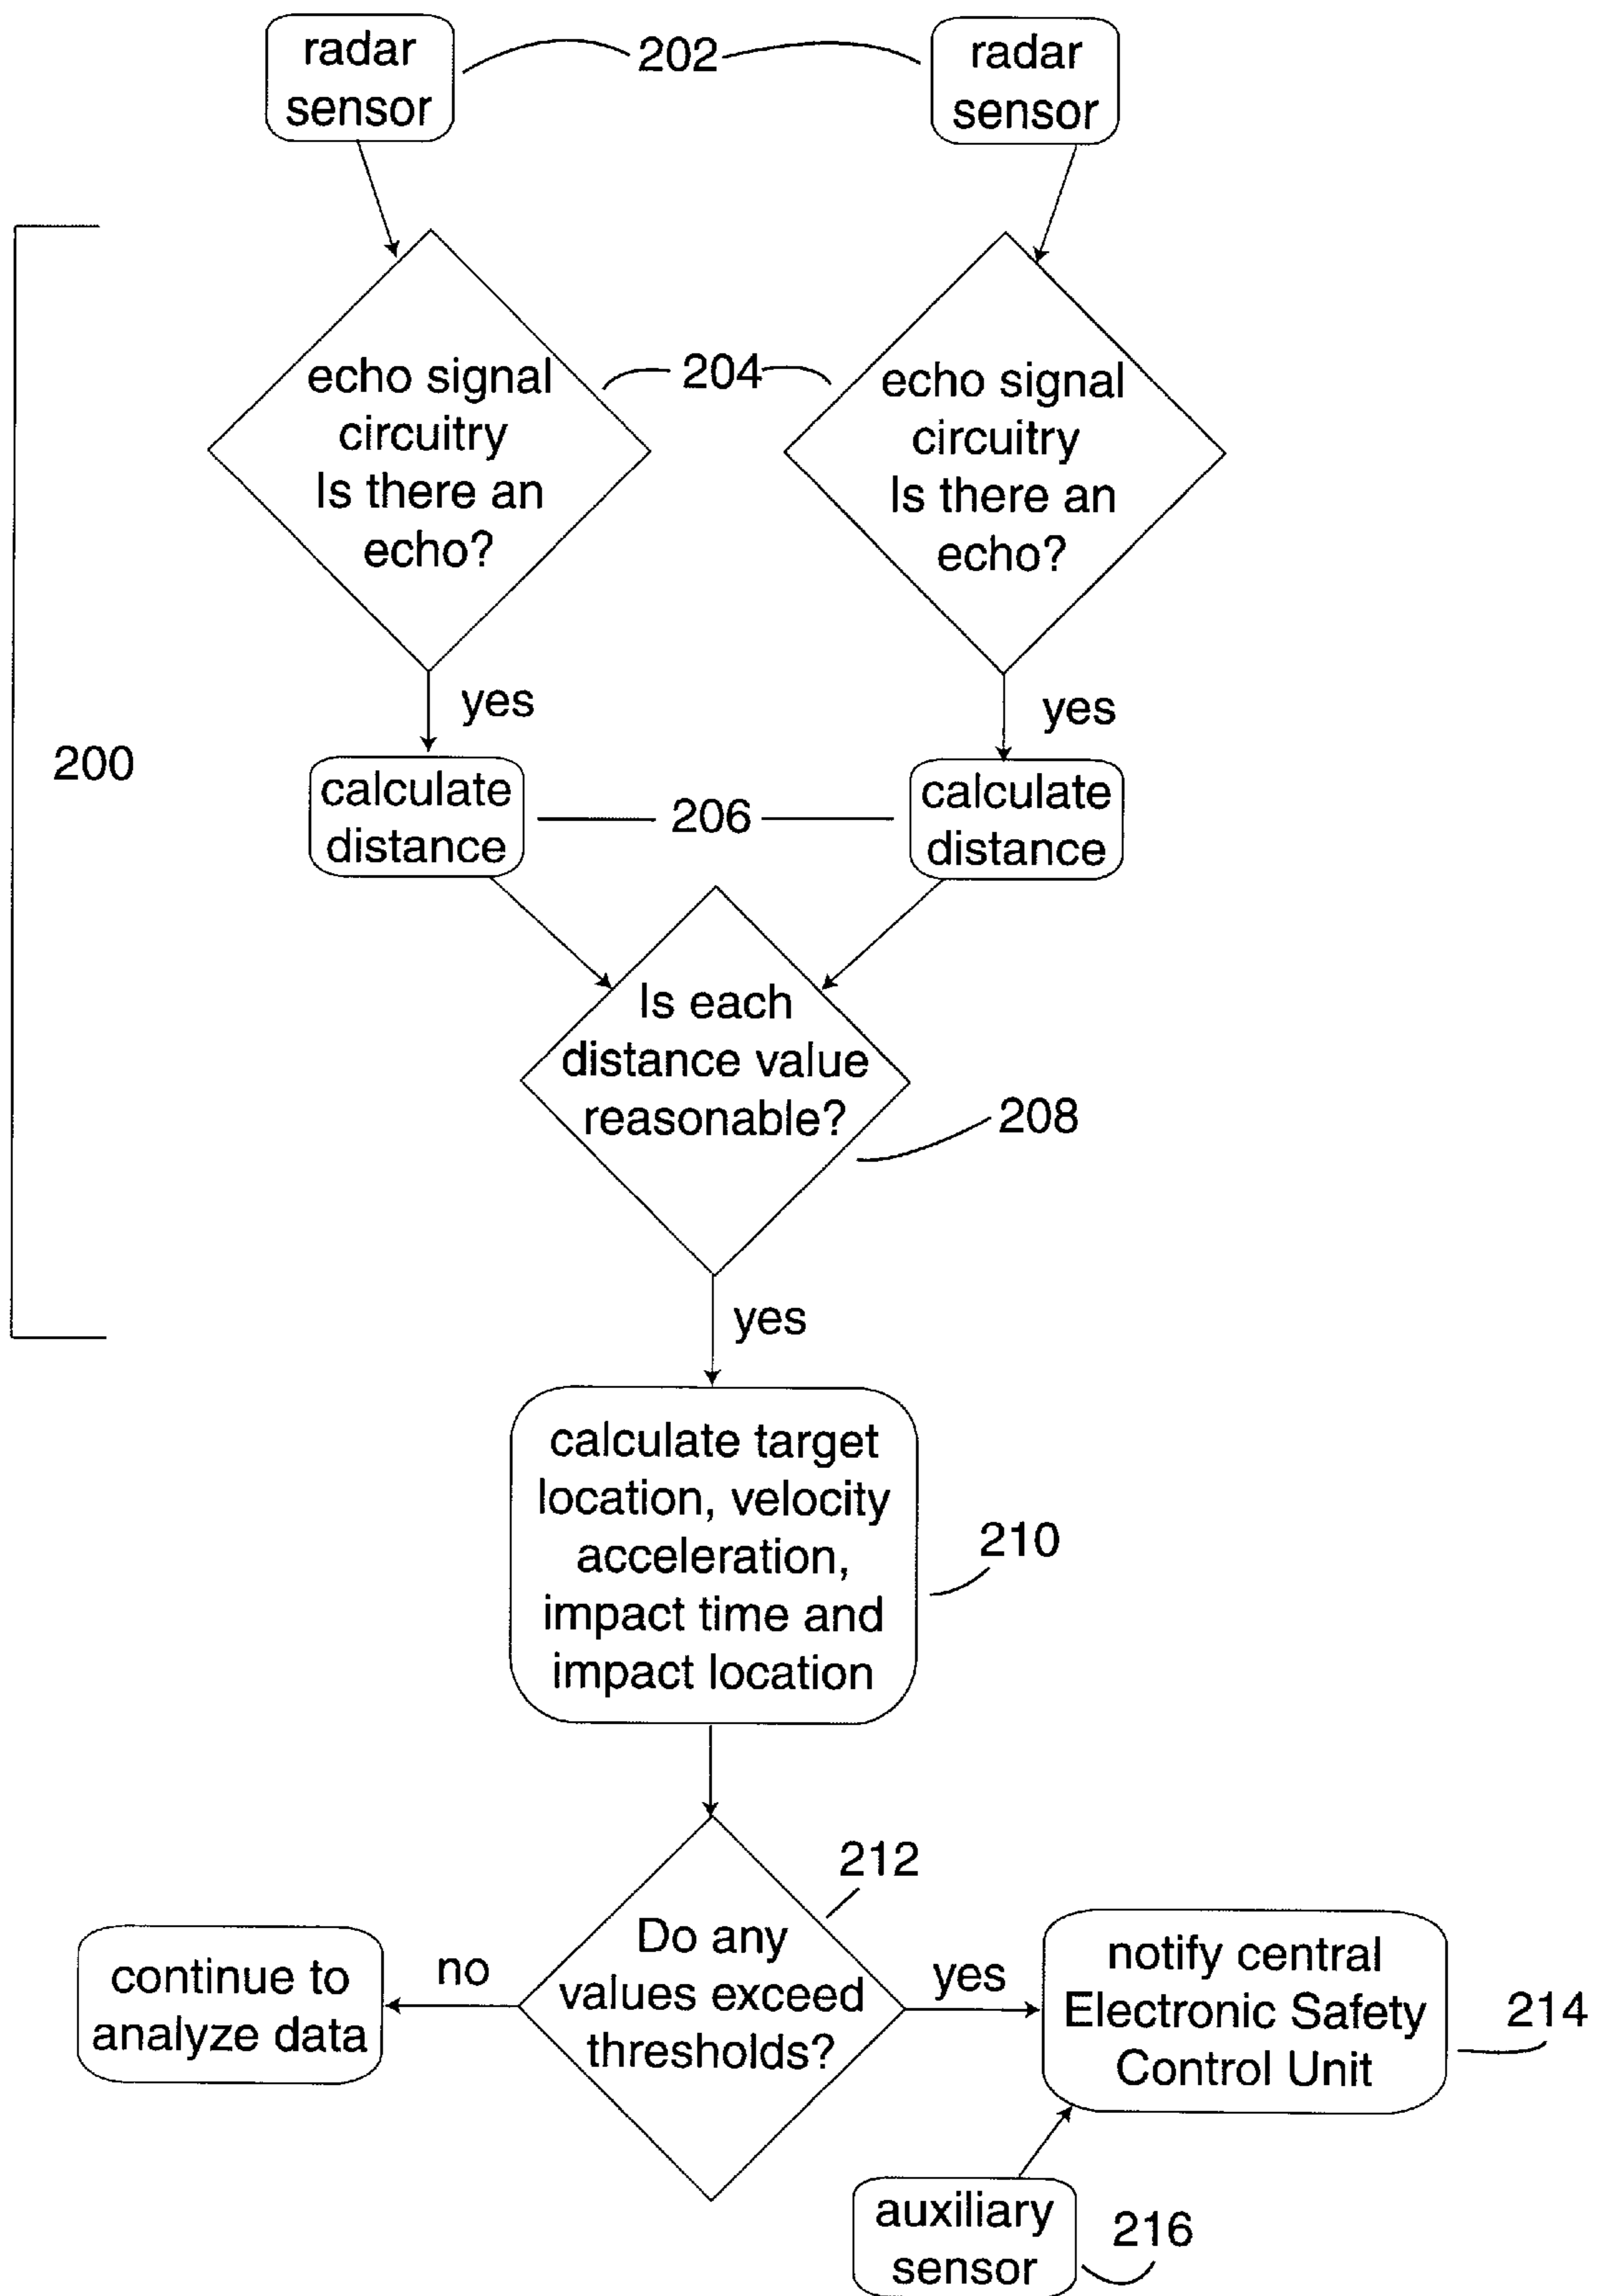 radar
sensor
202
radar
sensor
echo signal
circuitry
Is there an
echo?
204
echo signal
circuitry
Is there an
echo?
yes
yes
200
calculate
distance
206
calculate
distance
Is each
distance value
reasonable?
208
yes
calculate target
location, velocity
acceleration,
impact time and
impact location
210
212
Do any
values exceed
thresholds?
no
continue to
analyze data
yes
notify central
Electronic Safety
Control Unit
214
auxiliary
sensor
216